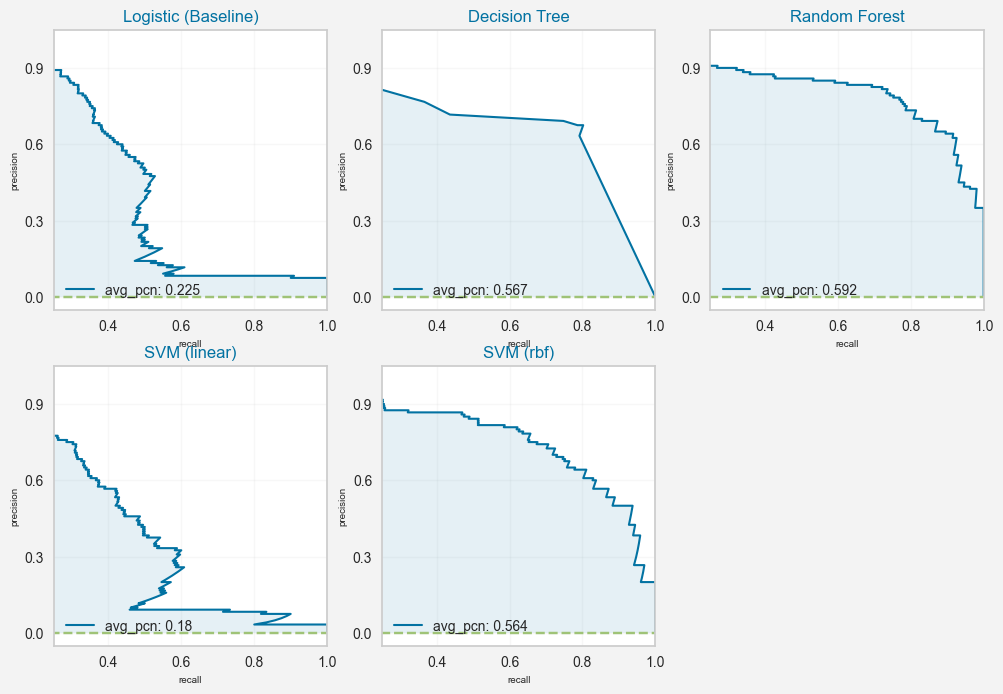 Logistic (Baseline)
precision
0.9
0.6
0.3
0.0
avg_pcn: 0.225
0.4 0.6 0.8 1.0
recall
Decision Tree
precision
0.9
0.6
0.3
0.0
avg_pcn: 0.567
0.4 0.6 0.8 1.0
recall
Random Forest
precision
0.9
0.6
0.3
0.0
avg_pcn: 0.592
0.4 0.6 0.8 1.0
recall
SVM (linear)
precision
0.9
0.6
0.3
0.0
avg_pcn: 0.18
0.4 0.6 0.8 1.0
recall
SVM (rbf)
precision
0.9
0.6
0.3
0.0
avg_pcn: 0.564
0.4 0.6 0.8 1.0
recall